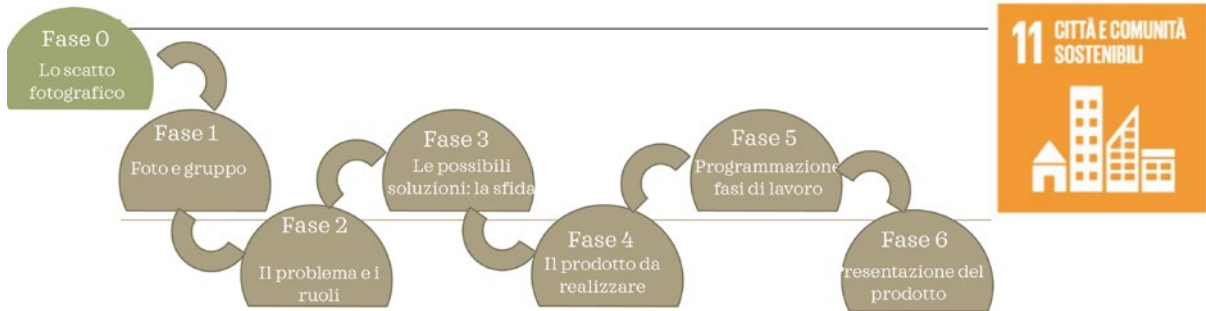 Fase 0
Lo scatto
fotografico
Fase 1
Foto e gruppo
Fase 2
Il problema e i
ruoli
Fase 3
Le possibili
soluzioni: la sfida
Fase 4
Il prodotto da
realizzare
Fase 5
Programmazione
fasi di lavoro
Fase 6
Presentazione del
prodotto
11 CITTÀ E COMUNITÀ
SOSTENIBILI